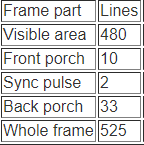 Frame part Lines
Visible area 480
Front porch 10
Sync pulse 2
Back porch 33
Whole frame 525